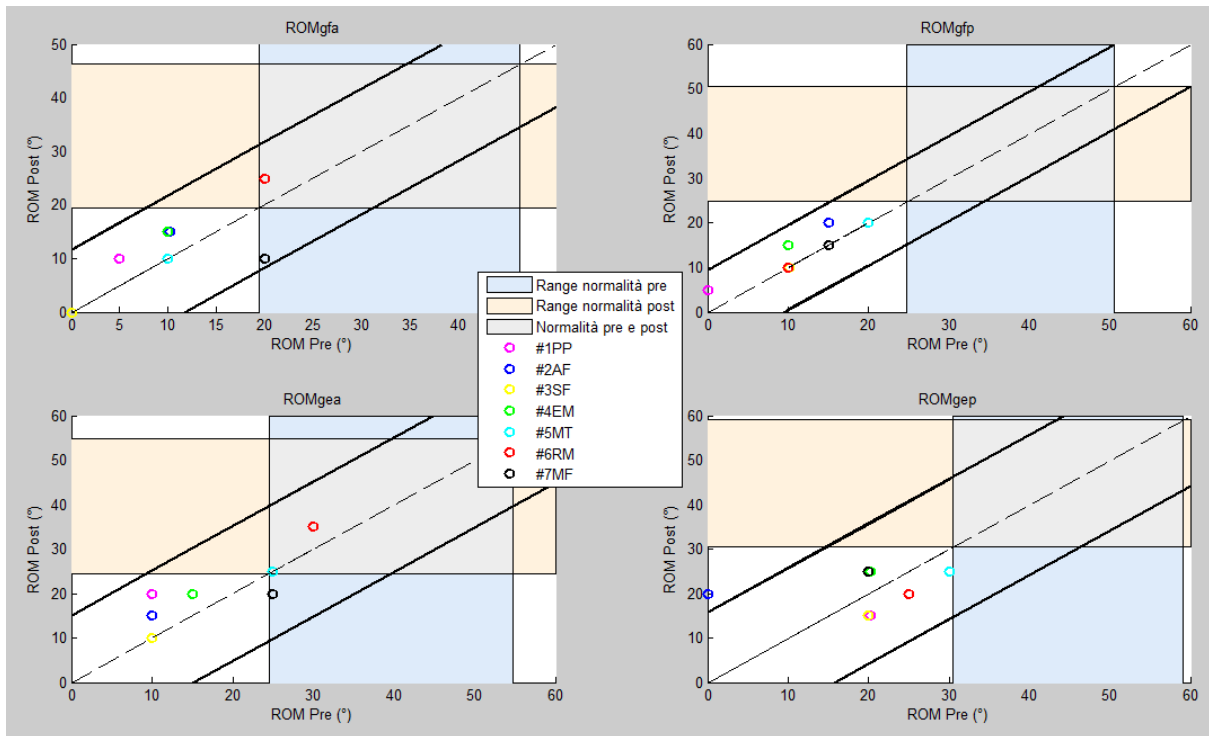 ROMgfa
50
40
30
20
10
0
ROM Post (°)
0 5 10 15 20 25 30 35 40
ROM Pre (°)
ROMgfp
60
50
40
30
20
10
0
ROM Post (°)
0 10 20 30 40 50 60
ROM Pre (°)
Range normalità pre
Range normalità post
Normalità pre e post
#1PP
#2AF
#3SF
#4EM
#5MT
#6RM
#7MF
ROMgea
60
50
40
30
20
10
0
ROM Post (°)
0 10 20 30 40 50 60
ROM Pre (°)
ROMgep
60
50
40
30
20
10
0
ROM Post (°)
0 10 20 30 40 50 60
ROM Pre (°)